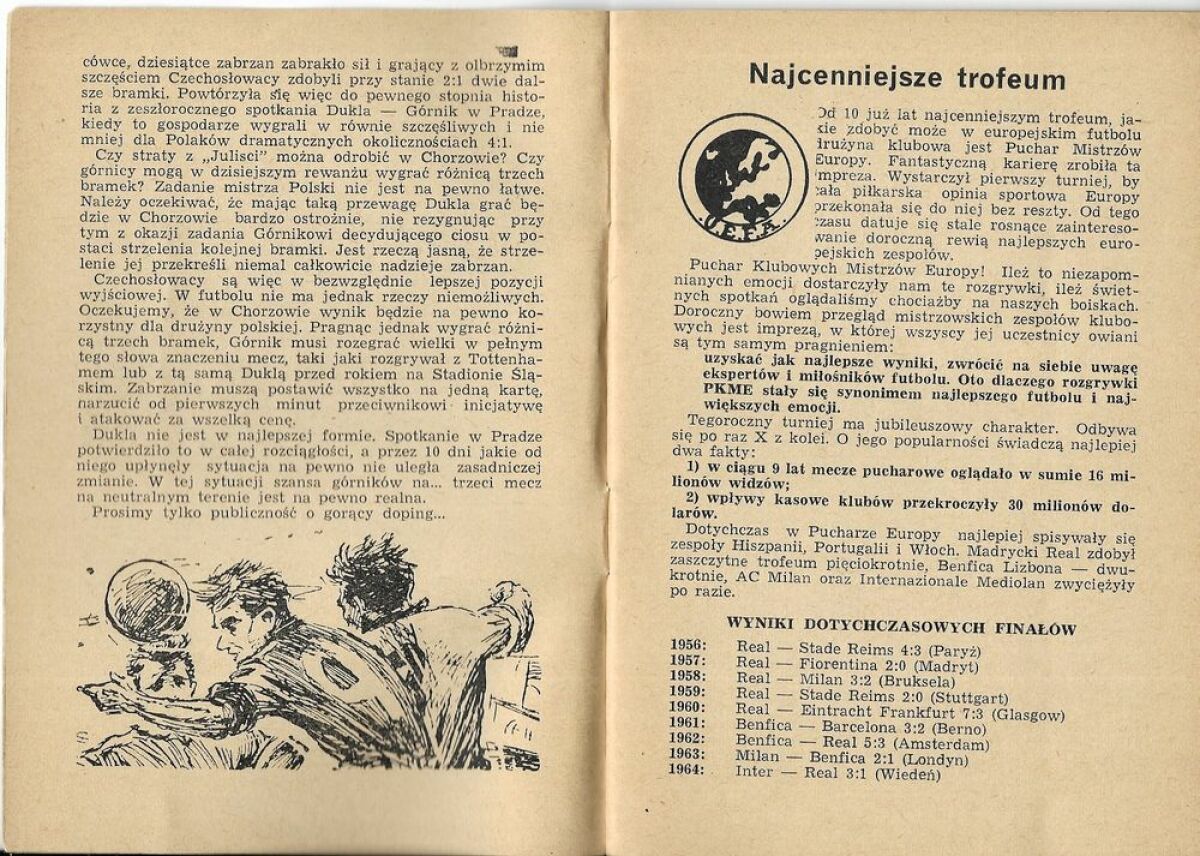 cówce, dziesiątce zabrzan zabrakło sił i grający z olbrzymim
szczęściem Czechosłowacy zdobyli przy stanie 2:1 dwie dal-
sze bramki. Powtórzyła się więc do pewnego stopnia histo-
ria z zeszłorocznego spotkania Dukla — Górnik w Pradze,
kiedy to gospodarze wygrali w równie szczęśliwych i nie
mniej dla Polaków dramatycznych okolicznościach 4:1.
Czy straty z „Julisci" można odrobić w Chorzowie? Czy
górnicy mogą w dzisiejszym rewanżu wygrać różnicą trzech
bramek? Zadanie mistrza Polski nie jest na pewno łatwe.
Należy oczekiwać, że mając taką przewagę Dukla grać bę-
dzie w Chorzowie bardzo ostrożnie, nie rezygnując przy
tym z okazji zadania Górnikowi decydującego ciosu w po-
staci strzelenia kolejnej bramki. Jest rzeczą jasną, że strze-
lenie jej przekreśli niemal całkowicie nadzieje zabrzan.
Czechosłowacy są więc w bezwzględnie lepszej pozycji
wyjściowej. W futbolu nie ma jednak rzeczy niemożliwych.
Oczekujemy, że w Chorzowie wynik będzie na pewno ko-
rzystny dla drużyny polskiej. Pragnąc jednak wygrać różni-
cą trzech bramek, Górnik musi rozegrać wielki w pełnym
tego słowa znaczeniu mecz, taki jaki rozgrywał z Tottenha-
mem lub z tą samą Duklą przed rokiem na Stadionie Ślą-
skim. Zabrzanie muszą postawić wszystko na jedną kartę,
narzucić od pierwszych minut przeciwnikowi inicjatywę
i atakować za wszelką cenę.
Dukla nie jest w najlepszej formie. Spotkanie w Pradze
potwierdziło to w całej rozciągłości, a przez 10 dni jakie od
niego upłynęły sytuacja na pewno nie uległa zasadniczej
zmianie. W tej sytuacji szansa górników na... trzeci mecz
na neutralnym terenie jest na pewno realna.
Prosimy tylko publiczność o gorący doping...
Najcenniejsze trofeum
Od 10 już lat najcenniejszym trofeum, ja-
kie zdobyć może w europejskim futbolu
drużyna klubowa jest Puchar Mistrzów
Europy. Fantastyczną karierę zrobiła ta
impreza. Wystarczył pierwszy turniej, by
cała piłkarska opinia sportowa Europy
przekonała się do niej bez reszty. Od tego
czasu datuje się stale rosnące zaintereso-
wanie doroczną rewią najlepszych euro-
pejskich zespołów.
U.E.F.A.
Puchar Klubowych Mistrzów Europy! Ileż to niezapom-
nianych emocji dostarczyły nam te rozgrywki, ileż świet-
nych spotkań oglądaliśmy chociażby na naszych boiskach.
Doroczny bowiem przegląd mistrzowskich zespołów klubo-
wych jest imprezą, w której wszyscy jej uczestnicy owiani
są tym samym pragnieniem:
uzyskać jak najlepsze wyniki, zwrócić na siebie uwagę
ekspertów i miłośników futbolu. Oto dlaczego rozgrywki
PKME stały się synonimem najlepszego futbolu i naj-
większych emocji.
Tegoroczny turniej ma jubileuszowy charakter. Odbywa
się po raz X z kolei. O jego popularności świadczą najlepiej
dwa fakty:
1) w ciągu 9 lat mecze pucharowe oglądało w sumie 16 mi-
lionów widzów;
2) wpływy kasowe klubów przekroczyły 30 milionów do-
larów.
Dotychczas w Pucharze Europy najlepiej spisywały się
zespoły Hiszpanii, Portugalii i Włoch. Madrycki Real zdobył
zaszczytne trofeum pięciokrotnie, Benfica Lizbona — dwu-
krotnie, AC Milan oraz Internazionale Mediolan zwyciężyły
po razie.
WYNIKI DOTYCHCZASOWYCH FINAŁÓW
1956: Real — Stade Reims 4:3 (Paryż)
1957: Real — Fiorentina 2:0 (Madryt)
1958: Real — Milan 3:2 (Bruksela)
1959: Real — Stade Reims 2:0 (Stuttgart)
1960: Real — Eintracht Frankfurt 7:3 (Glasgow)
1961: Benfica — Barcelona 3:2 (Berno)
1962: Benfica — Real 5:3 (Amsterdam)
1963: Milan — Benfica 2:1 (Londyn)
1964: Inter — Real 3:1 (Wiedeń)